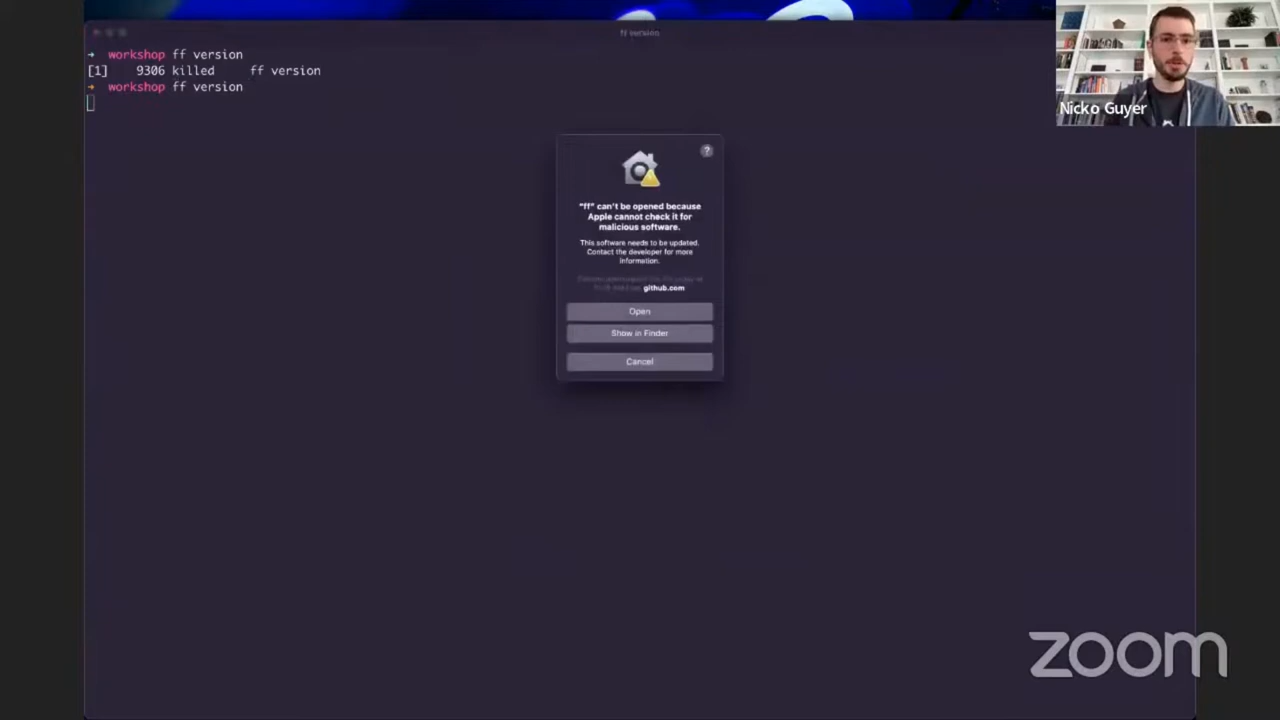 ff version
→ workshop ff version
[1] 9306 killed ff version
→ workshop ff version
Nicko Guyer
?
"ff" can't be opened because
Apple cannot check it for
malicious software.
This software needs to be updated.
Contact the developer for more
information.
github.com
Open
Show in Finder
Cancel
zoom